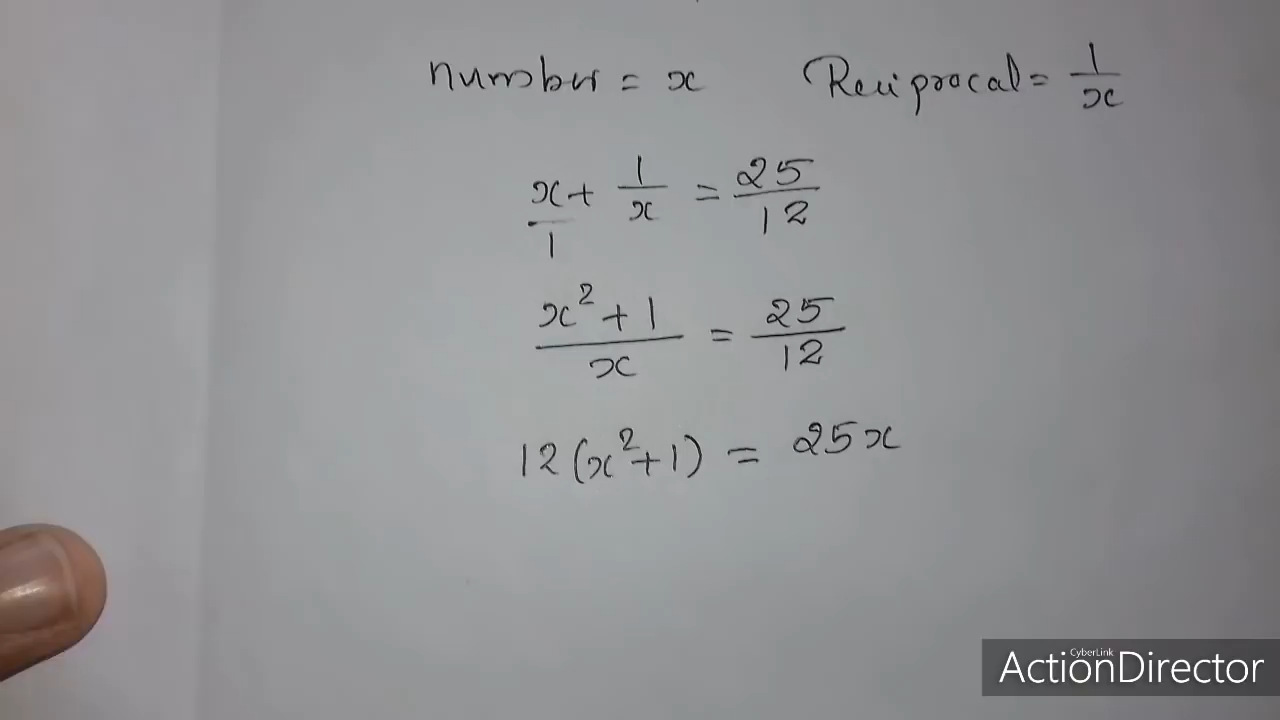 number = x   Reciprocal = 1/x
x/1 + 1/x = 25/12
x² + 1 / x = 25/12
12(x²+1) = 25x
CyberLink
ActionDirector